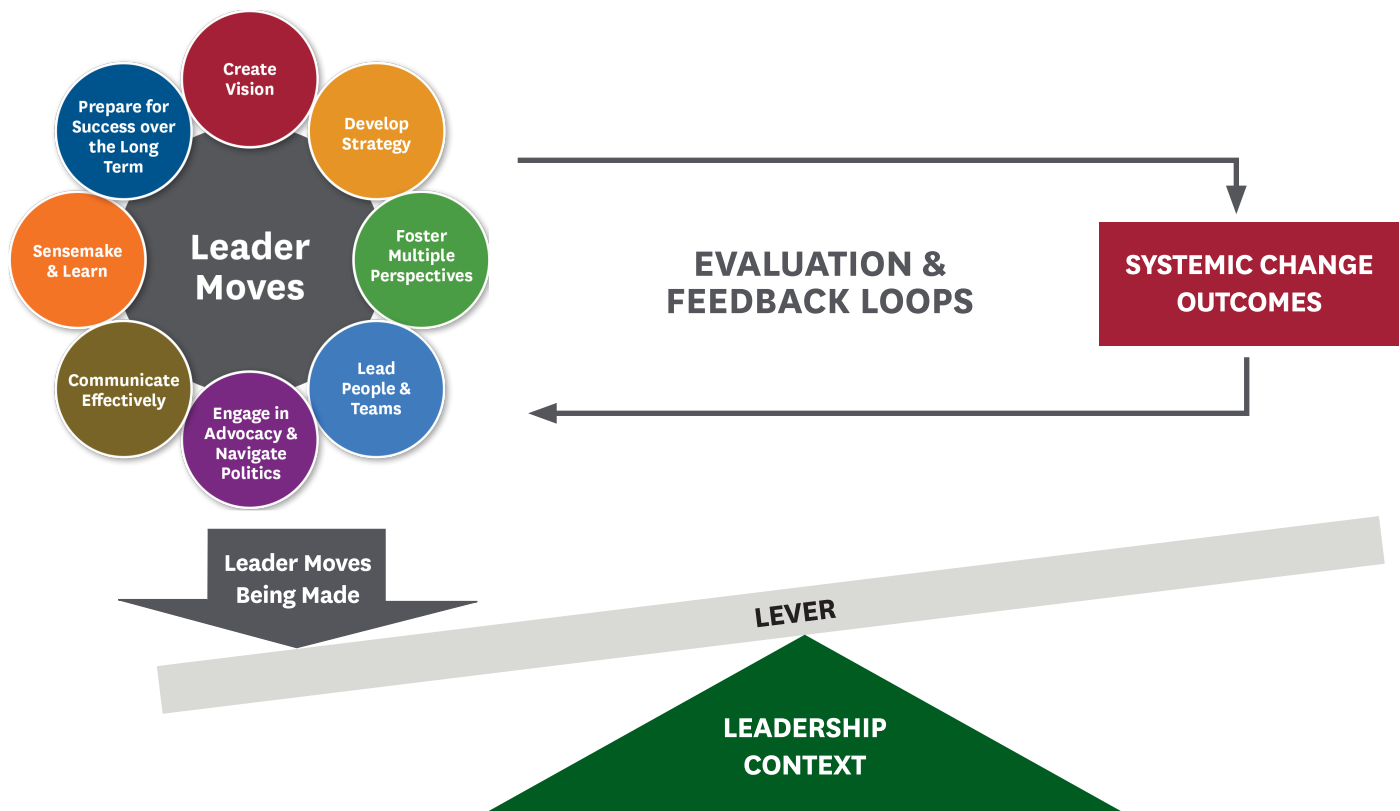 Create
Vision
Develop
Strategy
Foster
Multiple
Perspectives
Lead
People &
Teams
Engage in
Advocacy &
Navigate
Politics
Communicate
Effectively
Sensemake
& Learn
Prepare for
Success over
the Long
Term
Leader
Moves
EVALUATION &
FEEDBACK LOOPS
SYSTEMIC CHANGE
OUTCOMES
Leader Moves
Being Made
LEVER
LEADERSHIP
CONTEXT